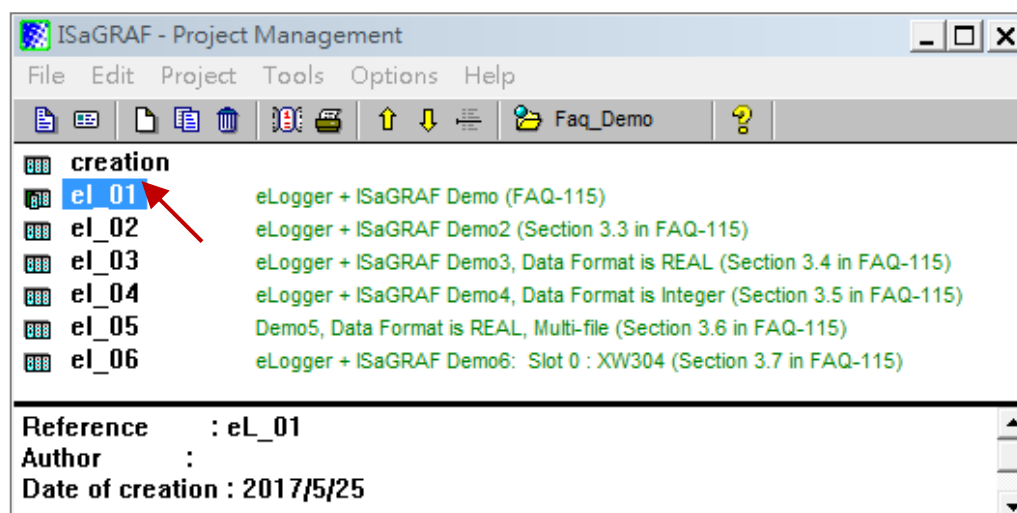 ISaGRAF - Project Management
File Edit Project Tools Options Help
Faq_Demo
creation
el_01 eLogger + ISaGRAF Demo (FAQ-115)
el_02 eLogger + ISaGRAF Demo2 (Section 3.3 in FAQ-115)
el_03 eLogger + ISaGRAF Demo3, Data Format is REAL (Section 3.4 in FAQ-115)
el_04 eLogger + ISaGRAF Demo4, Data Format is Integer (Section 3.5 in FAQ-115)
el_05 Demo5, Data Format is REAL, Multi-file (Section 3.6 in FAQ-115)
el_06 eLogger + ISaGRAF Demo6: Slot 0 : XW304 (Section 3.7 in FAQ-115)
Reference : eL_01
Author :
Date of creation : 2017/5/25